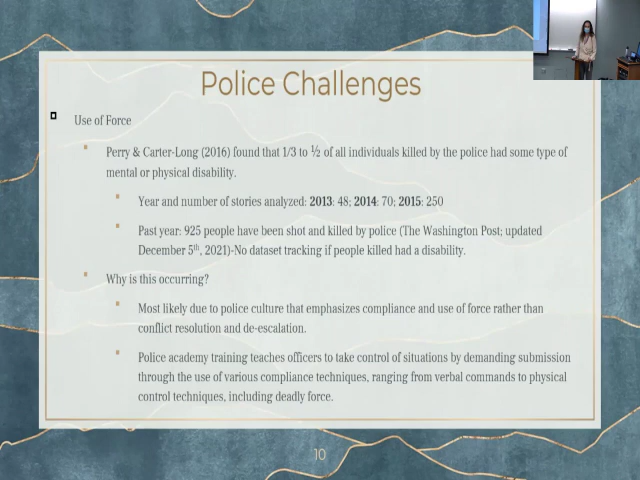 Police Challenges
Use of Force
Perry & Carter-Long (2016) found that 1/3 to ½ of all individuals killed by the police had some type of
mental or physical disability.
Year and number of stories analyzed: 2013: 48; 2014: 70; 2015: 250
Past year: 925 people have been shot and killed by police (The Washington Post; updated
December 5th, 2021)-No dataset tracking if people killed had a disability.
Why is this occurring?
Most likely due to police culture that emphasizes compliance and use of force rather than
conflict resolution and de-escalation.
Police academy training teaches officers to take control of situations by demanding submission
through the use of various compliance techniques, ranging from verbal commands to physical
control techniques, including deadly force.
10